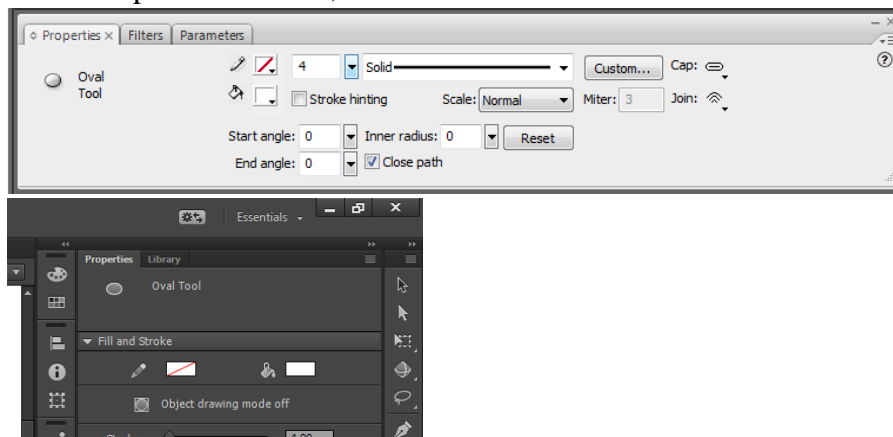 Properties × Filters Parameters
Oval
Tool
4 Solid Custom... Cap:
Stroke hinting Scale: Normal Miter: 3 Join:
Start angle: 0 Inner radius: 0 Reset
End angle: 0 Close path
Essentials
Properties Library
Oval Tool
Fill and Stroke
Object drawing mode off